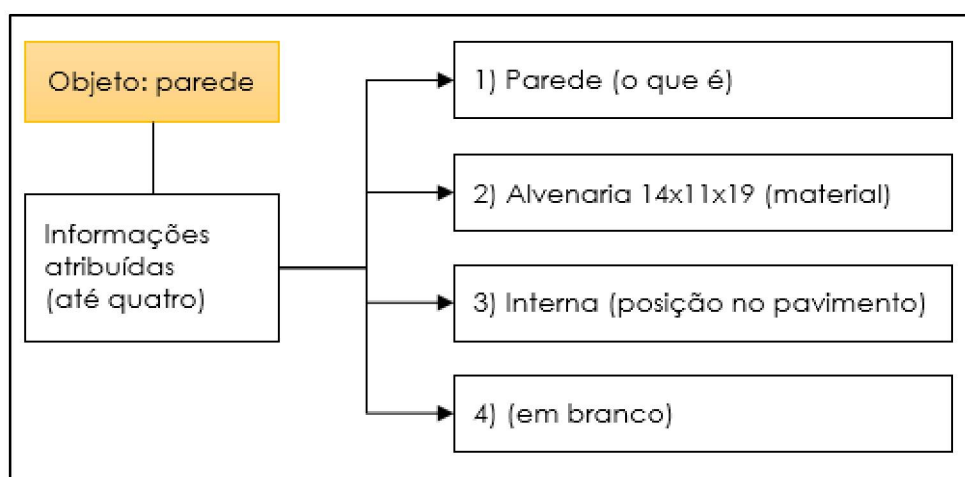 Objeto: parede
Informações
atribuídas
(até quatro)
1) Parede (o que é)
2) Alvenaria 14x11x19 (material)
3) Interna (posição no pavimento)
4) (em branco)